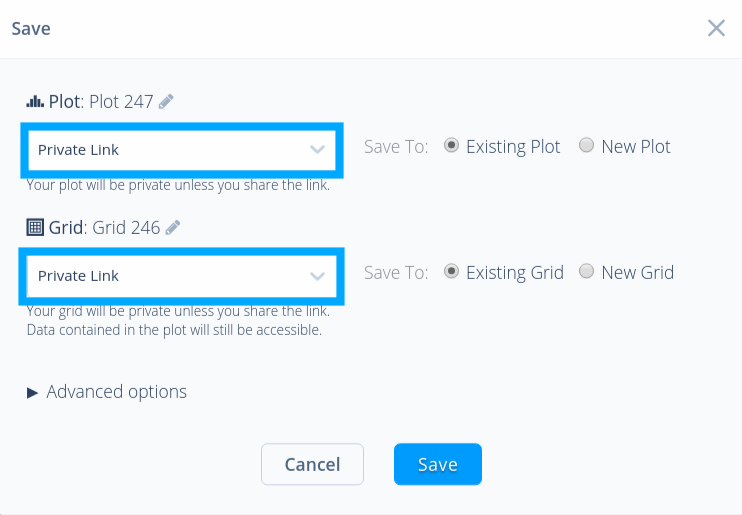 Save
Plot: Plot 247
Private Link
Save To: Existing Plot New Plot
Your plot will be private unless you share the link.
Grid: Grid 246
Private Link
Save To: Existing Grid New Grid
Your grid will be private unless you share the link.
Data contained in the plot will still be accessible.
Advanced options
Cancel Save